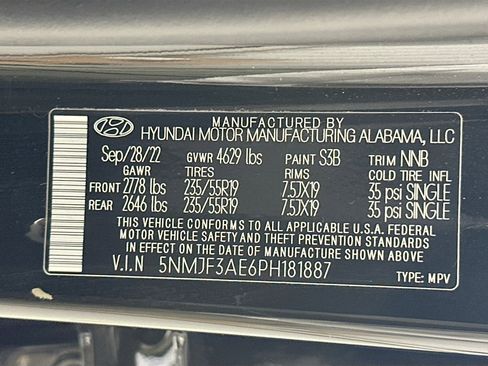 MANUFACTURED BY
HYUNDAI MOTOR MANUFACTURING ALABAMA, LLC
Sep/28/22 GVWR 4629 lbs PAINT S3B TRIM NNB
GAWR TIRES RIMS COLD TIRE INFL
FRONT 2778 lbs 235/55R19 7.5JX19 35 psi SINGLE
REAR 2646 lbs 235/55R19 7.5JX19 35 psi SINGLE
THIS VEHICLE CONFORMS TO ALL APPLICABLE U.S.A. FEDERAL
MOTOR VEHICLE SAFETY AND THEFT PREVENTION STANDARDS
IN EFFECT ON THE DATE OF MANUFACTURE SHOWN ABOVE
V.I.N 5NMJF3AE6PH181887 TYPE: MPV